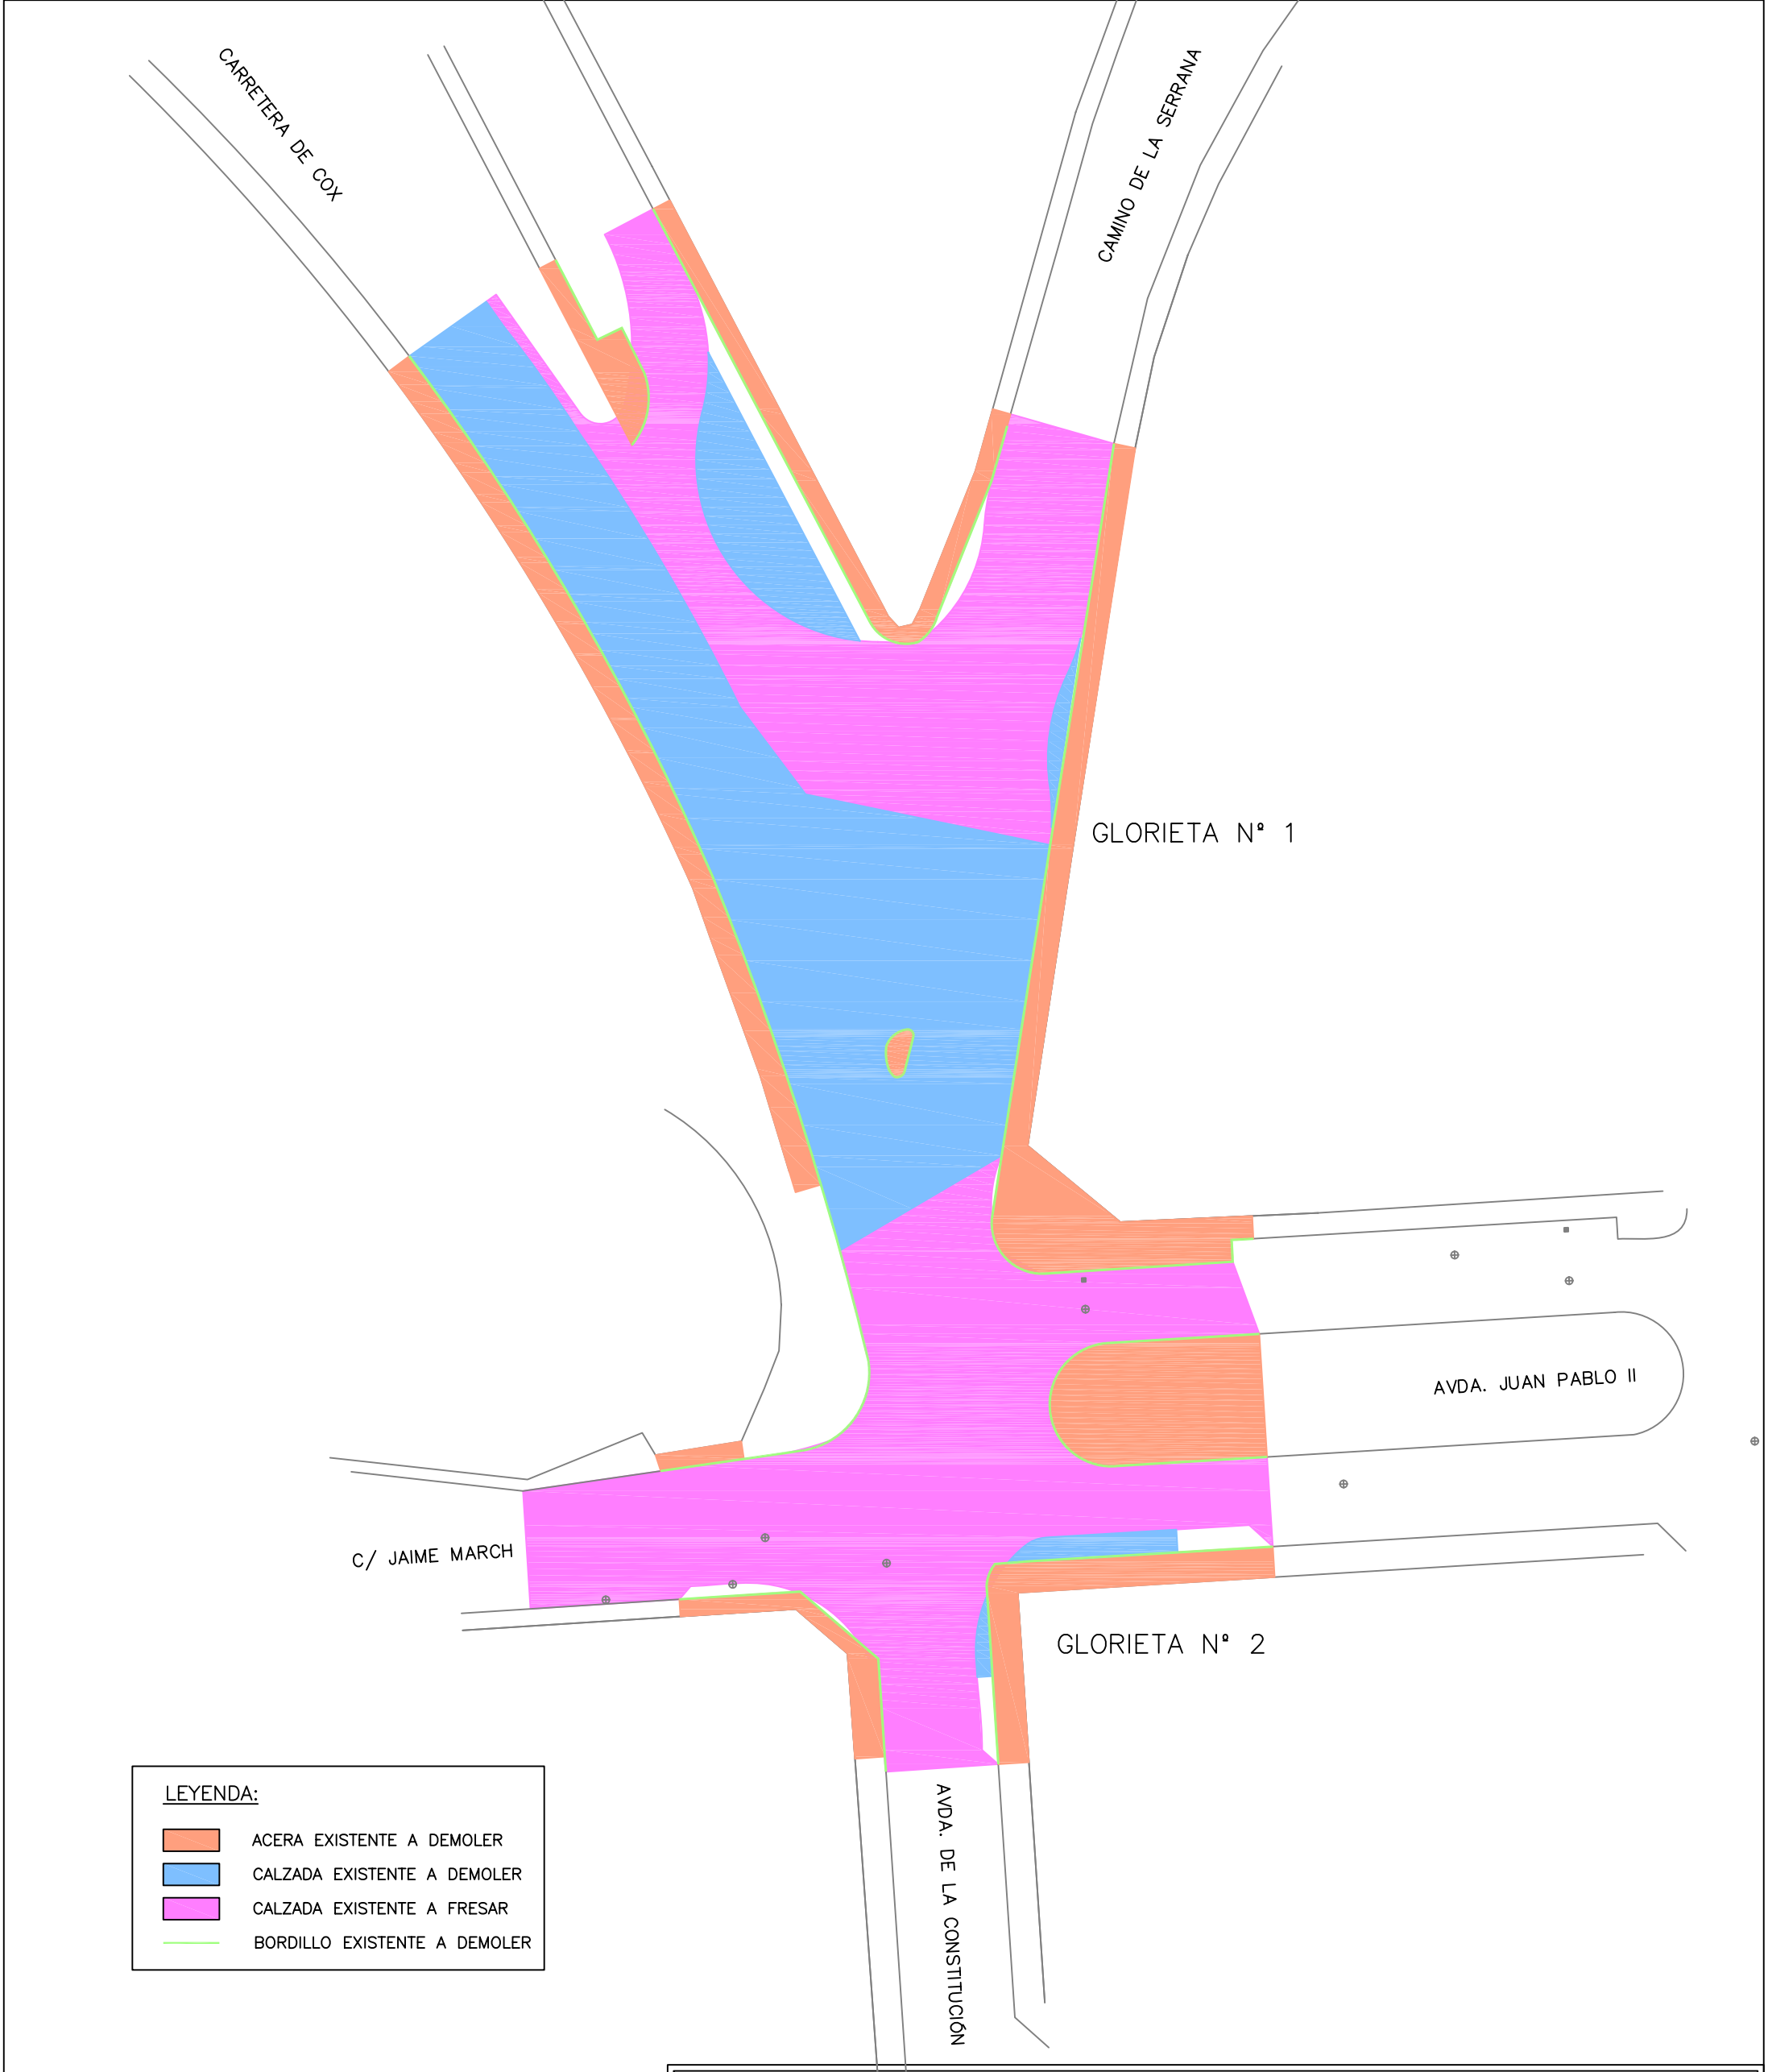 CARRETERA DE COX
CAMINO DE LA SERRANA
GLORIETA Nº 1
AVDA. JUAN PABLO II
C/ JAIME MARCH
GLORIETA Nº 2
AVDA. DE LA CONSTITUCIÓN
LEYENDA:
ACERA EXISTENTE A DEMOLER
CALZADA EXISTENTE A DEMOLER
CALZADA EXISTENTE A FRESAR
BORDILLO EXISTENTE A DEMOLER